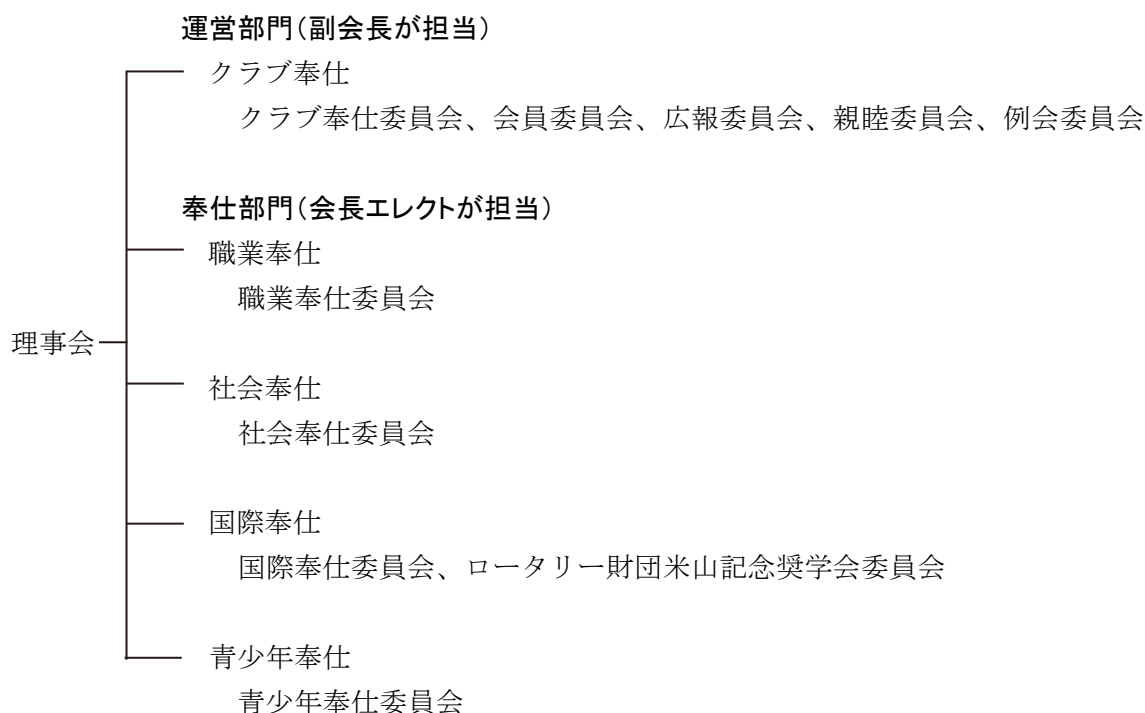 運営部門（副会長が担当）
クラブ奉仕
クラブ奉仕委員会、会員委員会、広報委員会、親睦委員会、例会委員会
奉仕部門（会長エレクトが担当）
職業奉仕
職業奉仕委員会
理事会
社会奉仕
社会奉仕委員会
国際奉仕
国際奉仕委員会、ロータリー財団米山記念奨学会委員会
青少年奉仕
青少年奉仕委員会